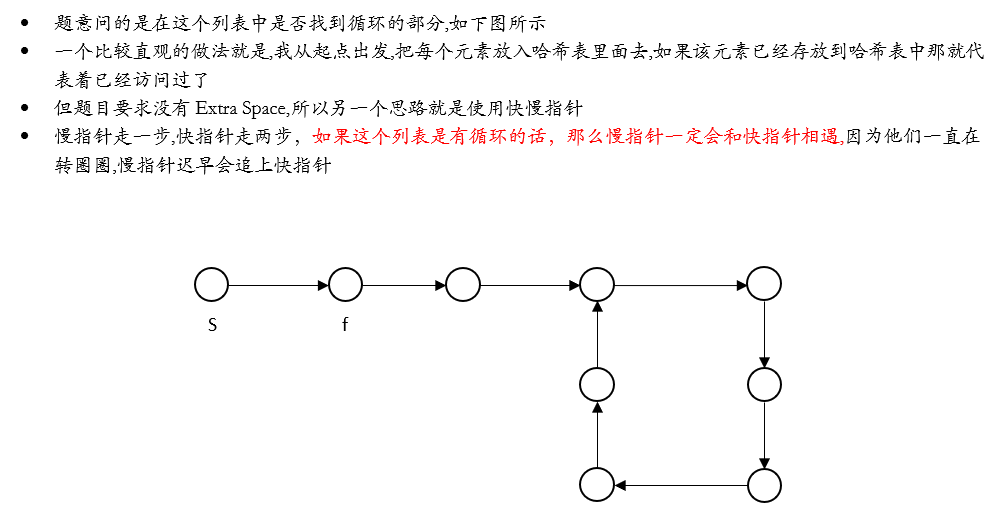 • 题意问的是在这个列表中是否找到循环的部分,如下图所示
• 一个比较直观的做法就是,我从起点出发,把每个元素放入哈希表里面去,如果该元素已经存放到哈希表中那就代
表着已经访问过了
• 但题目要求没有 Extra Space,所以另一个思路就是使用快慢指针
• 慢指针走一步,快指针走两步，如果这个列表是有循环的话，那么慢指针一定会和快指针相遇,因为他们一直在
转圈圈,慢指针迟早会追上快指针
S f